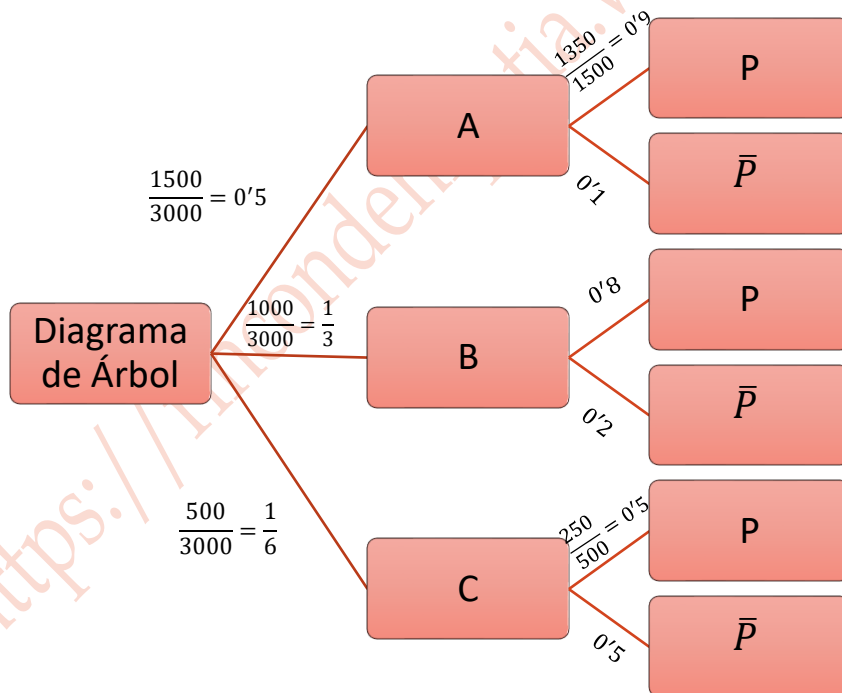 1350/1500 = 0'9
P
A
0'1
P̅
1500/3000 = 0'5
0'8
P
Diagrama
de Árbol
1000/3000 = 1/3
B
0'2
P̅
500/3000 = 1/6
250/500 = 0'5
P
C
0'5
P̅